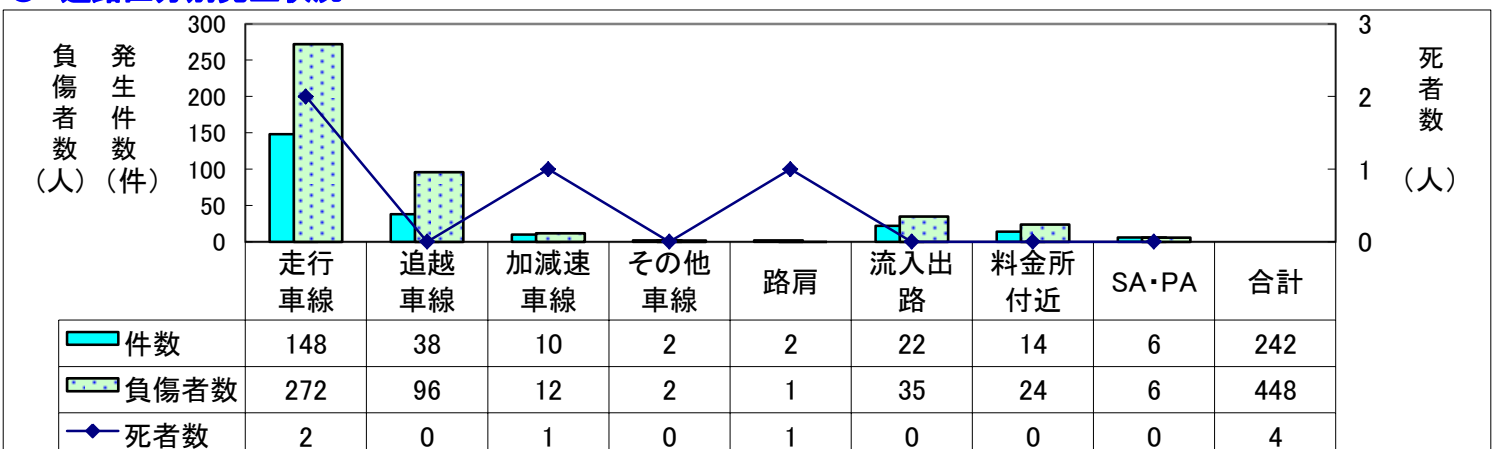 300
250
200
150
100
50
0
負傷者数(人)
発生件数(件)
3
2
1
0
死者数(人)
走行車線 追越車線 加減速車線 その他車線 路肩 流入出路 料金所付近 SA・PA 合計
件数 148 38 10 2 2 22 14 6 242
負傷者数 272 96 12 2 1 35 24 6 448
死者数 2 0 1 0 1 0 0 0 4